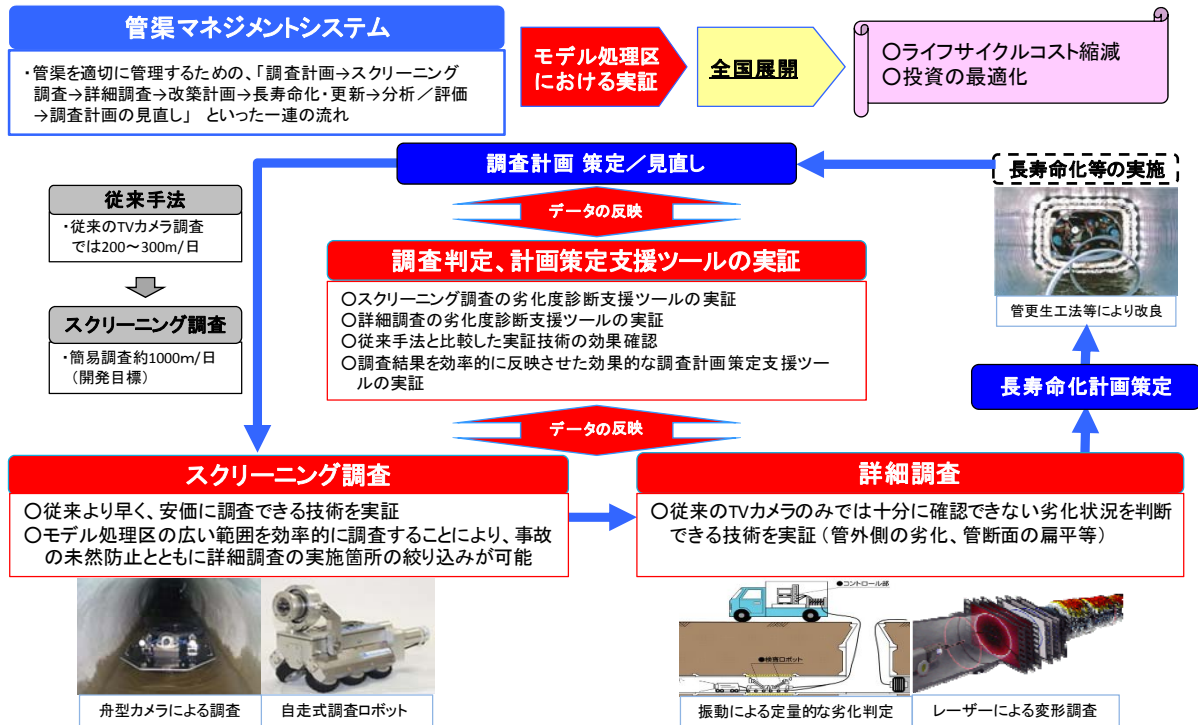 管渠マネジメントシステム
・管渠を適切に管理するための、「調査計画→スクリーニング
調査→詳細調査→改築計画→長寿命化・更新→分析／評価
→調査計画の見直し」 といった一連の流れ
モデル処理区
における実証
全国展開
○ライフサイクルコスト縮減
○投資の最適化
調査計画 策定／見直し
長寿命化等の実施
従来手法
・従来のTVカメラ調査
では200～300m/日
スクリーニング調査
・簡易調査約1000m/日
（開発目標）
データの反映
調査判定、計画策定支援ツールの実証
○スクリーニング調査の劣化度診断支援ツールの実証
○詳細調査の劣化度診断支援ツールの実証
○従来手法と比較した実証技術の効果確認
○調査結果を効率的に反映させた効果的な調査計画策定支援ツー
ルの実証
管更生工法等により改良
長寿命化計画策定
データの反映
スクリーニング調査
○従来より早く、安価に調査できる技術を実証
○モデル処理区の広い範囲を効率的に調査することにより、事故
の未然防止とともに詳細調査の実施箇所の絞り込みが可能
詳細調査
○従来のTVカメラのみでは十分に確認できない劣化状況を判断
できる技術を実証（管外側の劣化、管断面の扁平等）
●コントロール部
●検査ロボット
舟型カメラによる調査
自走式調査ロボット
振動による定量的な劣化判定
レーザーによる変形調査